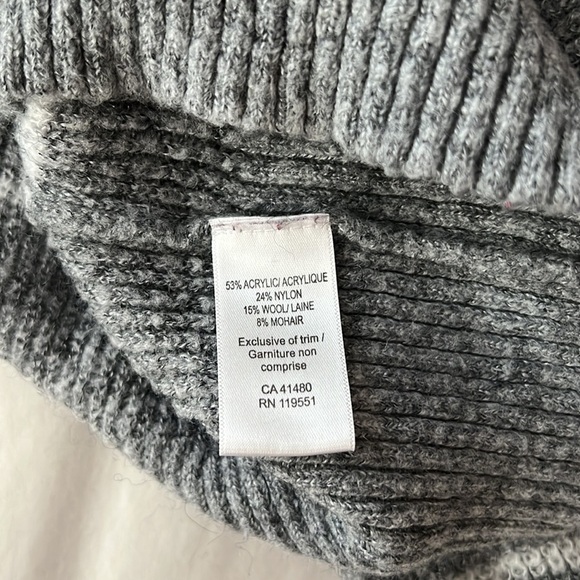 53% ACRYLIC/ ACRYLIQUE
24% NYLON
15% WOOL/ LAINE
8% MOHAIR
Exclusive of trim /
Garniture non
comprise
CA 41480
RN 119551